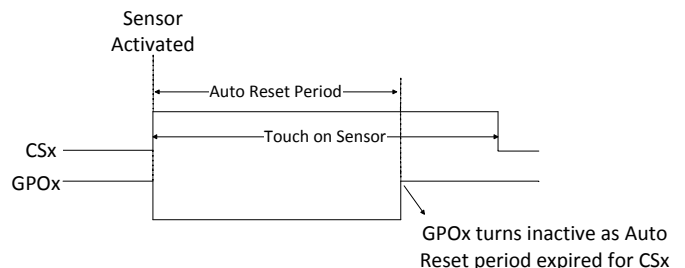 Sensor
Activated
Auto Reset Period
Touch on Sensor
CSx
GPOx
GPOx turns inactive as Auto
Reset period expired for CSx